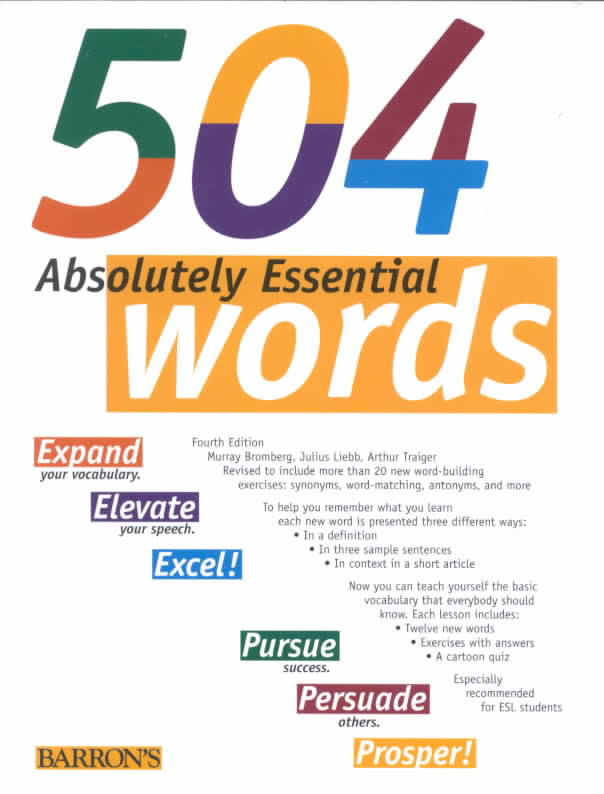 504
Absolutely Essential
words
Expand
your vocabulary.
Fourth Edition
Murray Bromberg, Julius Liebb, Arthur Traiger
Revised to include more than 20 new word-building
exercises: synonyms, word-matching, antonyms, and more
Elevate
your speech.
To help you remember what you learn
each new word is presented three different ways:
• In a definition
• In three sample sentences
• In context in a short article
Excel!
Now you can teach yourself the basic
vocabulary that everybody should
know. Each lesson includes:
• Twelve new words
• Exercises with answers
• A cartoon quiz
Pursue
success.
Especially
recommended
for ESL students
Persuade
others.
Prosper!
BARRON'S